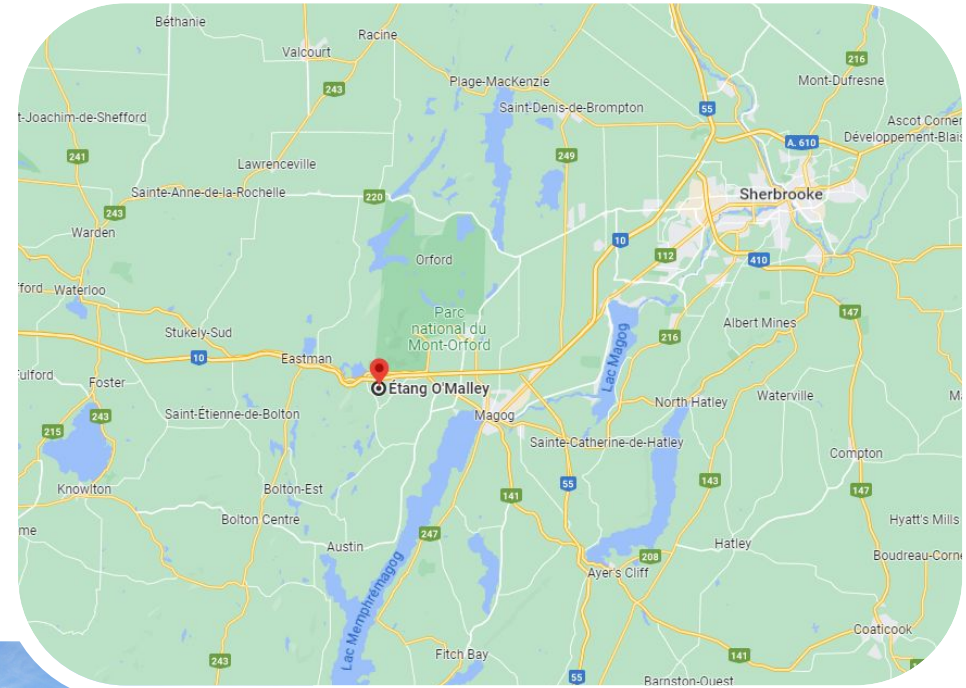 Béthanie
Racine
Valcourt
243
216
Plage-MacKenzie
Mont-Dufresne
Saint-Denis-de-Brompton
55
t-Joachim-de-Shefford
Ascot Corner
A. 610
Développement-Blais
241
249
Lawrenceville
Sainte-Anne-de-la-Rochelle
220
Sherbrooke
243
Warden
10
112
Orford
410
fford
Waterloo
147
Parc
national du
Mont-Orford
Albert Mines
Stukely-Sud
216
Lac Magog
10
Eastman
Fulford
Foster
Étang O'Malley
Waterville
North Hatley
Saint-Étienne-de-Bolton
243
Magog
215
Sainte-Catherine-de-Hatley
Compton
Knowlton
Bolton-Est
141
55
143
147
Bolton Centre
Hyatt's Mills
me
247
Austin
Hatley
208
Boudreau-Corne
Ayer's Cliff
Lac Memphrémagog
Coaticook
Fitch Bay
243
141
55
Barnston-Ouest